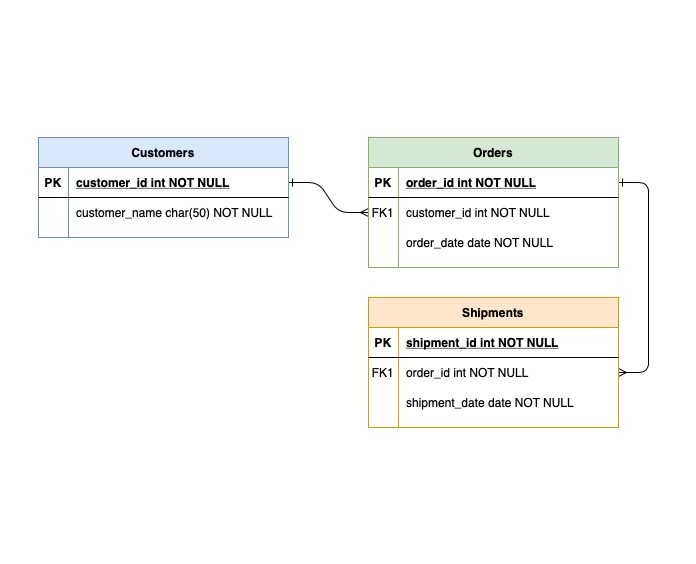 Customers
PK customer_id int NOT NULL
customer_name char(50) NOT NULL
Orders
PK order_id int NOT NULL
FK1 customer_id int NOT NULL
order_date date NOT NULL
Shipments
PK shipment_id int NOT NULL
FK1 order_id int NOT NULL
shipment_date date NOT NULL